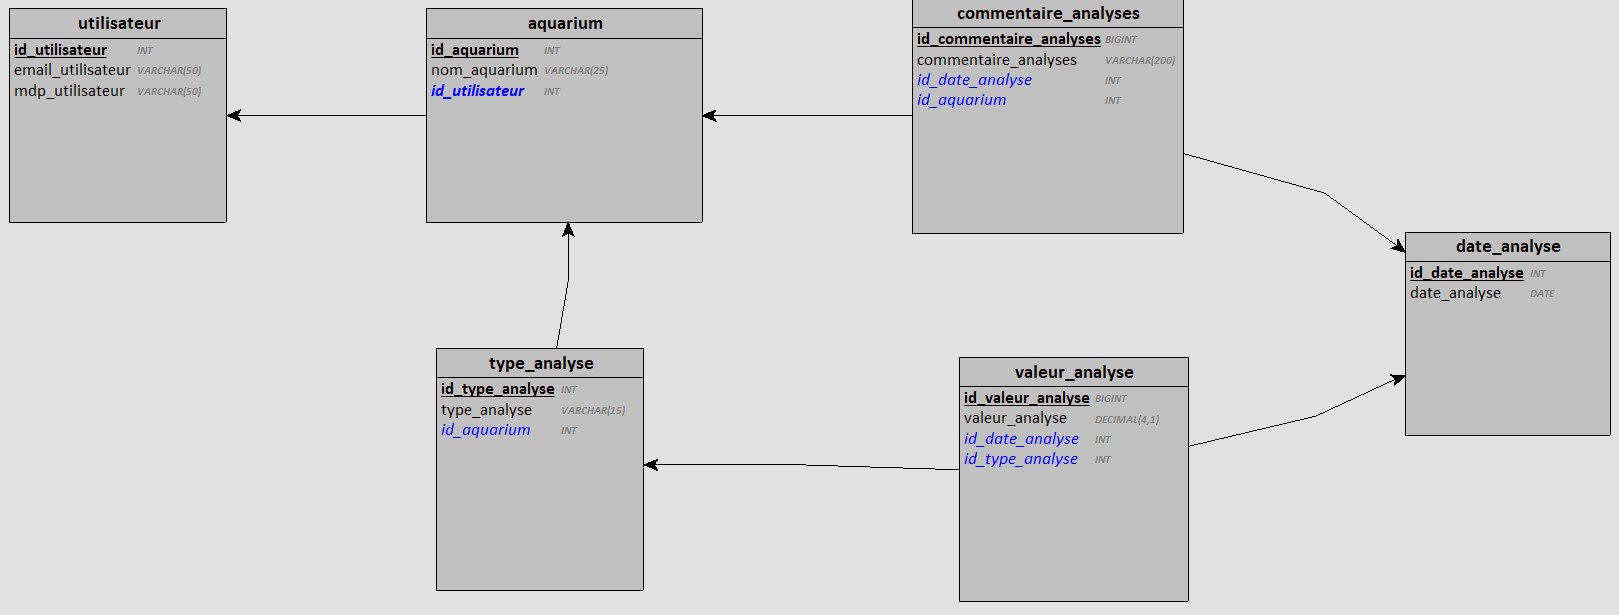 utilisateur
id_utilisateur INT
email_utilisateur VARCHAR(50)
mdp_utilisateur VARCHAR(50)
aquarium
id_aquarium INT
nom_aquarium VARCHAR(25)
id_utilisateur INT
commentaire_analyses
id_commentaire_analyses BIGINT
commentaire_analyses VARCHAR(200)
id_date_analyse INT
id_aquarium INT
date_analyse
id_date_analyse INT
date_analyse DATE
type_analyse
id_type_analyse INT
type_analyse VARCHAR(15)
id_aquarium INT
valeur_analyse
id_valeur_analyse BIGINT
valeur_analyse DECIMAL(4,1)
id_date_analyse INT
id_type_analyse INT